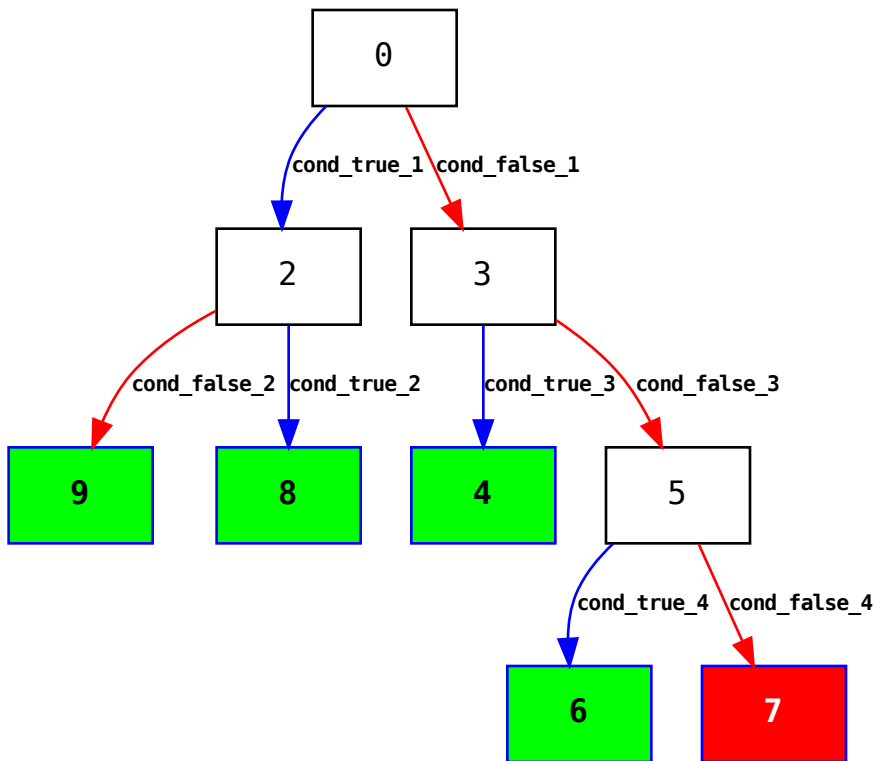 0
cond_true_1 cond_false_1
2 3
cond_false_2 cond_true_2 cond_true_3 cond_false_3
9 8 4 5
cond_true_4 cond_false_4
6 7